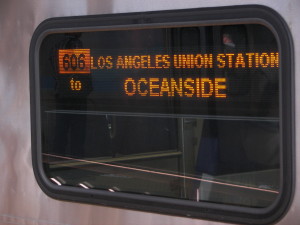 606 LOS ANGELES UNION STATION
to OCEANSIDE